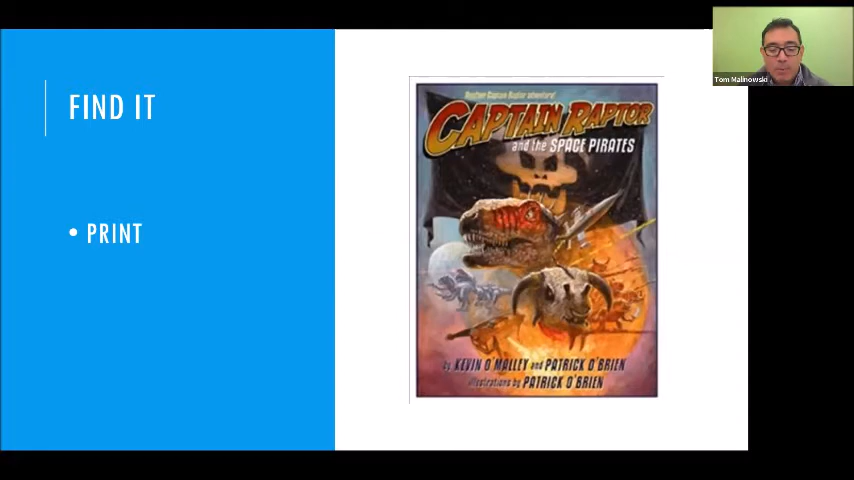 FIND IT
• PRINT
Another Captain Raptor adventure!
CAPTAIN RAPTOR
and the SPACE PIRATES
by KEVIN O'MALLEY and PATRICK O'BRIEN
illustrations by PATRICK O'BRIEN
Tom Malinowski